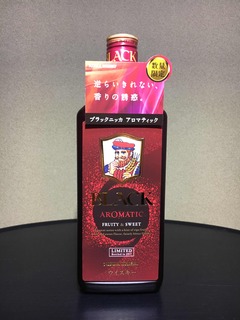 BLACK
数量
限定
逆らいきれない、
香りの誘惑。
ブラックニッカ アロマティック
BLACK
AROMATIC
FRUITY & SWEET
LIMITED
ウイスキー